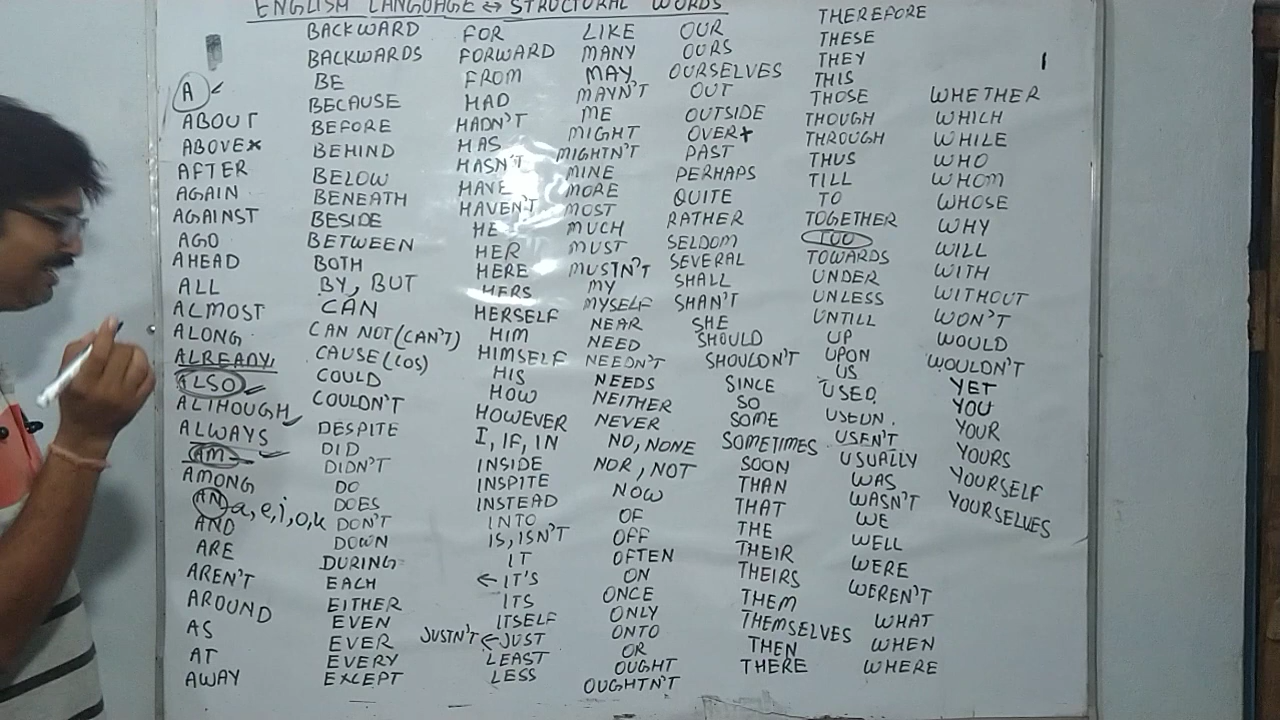 ENGLISH LANGUAGE ↔ STRUCTURAL WORDS
A
ABOUT
ABOVE
AFTER
AGAIN
AGAINST
AGO
AHEAD
ALL
ALMOST
ALONG
ALREADY
ALSO
ALTHOUGH
ALWAYS
AM
AMONG
AN a, e, i, o, u
AND
ARE
AREN'T
AROUND
AS
AT
AWAY
BACKWARD
BACKWARDS
BE
BECAUSE
BEFORE
BEHIND
BELOW
BENEATH
BESIDE
BETWEEN
BOTH
BY, BUT
CAN
CAN NOT (CAN'T)
CAUSE (COS)
COULD
COULDN'T
DESPITE
DID
DIDN'T
DO
DOES
DON'T
DOWN
DURING
EACH
EITHER
EVEN
EVER
EVERY
EXCEPT
FOR
FORWARD
FROM
HAD
HADN'T
HAS
HASN'T
HAVE
HAVEN'T
HE
HER
HERE
HERS
HERSELF
HIM
HIMSELF
HIS
HOW
HOWEVER
I, IF, IN
INSIDE
INSPITE
INSTEAD
INTO
IS, ISN'T
IT
← IT'S
ITS
ITSELF
JUSTN'T ← JUST
LEAST
LESS
LIKE
MANY
MAY
MAYN'T
ME
MIGHT
MIGHTN'T
MINE
MORE
MOST
MUCH
MUST
MUSTN'T
MY
MYSELF
NEAR
NEED
NEEDN'T
NEEDS
NEITHER
NEVER
NO, NONE
NOR, NOT
NOW
OF
OFF
OFTEN
ON
ONCE
ONLY
ONTO
OR
OUGHT
OUGHTN'T
OUR
OURS
OURSELVES
OUT
OUTSIDE
OVER
PAST
PERHAPS
QUITE
RATHER
SELDOM
SEVERAL
SHALL
SHAN'T
SHE
SHOULD
SHOULDN'T
SINCE
SO
SOME
SOMETIMES
SOON
THAN
THAT
THE
THEIR
THEIRS
THEM
THEMSELVES
THEN
THERE
THEREFORE
THESE
THEY
THIS
THOSE
THOUGH
THROUGH
THUS
TILL
TO
TOGETHER
TOO
TOWARDS
UNDER
UNLESS
UNTILL
UP
UPON
US
USED
USEUN.
USEN'T
USUALLY
WAS
WASN'T
WE
WELL
WERE
WEREN'T
WHAT
WHEN
WHERE
WHETHER
WHICH
WHILE
WHO
WHOM
WHOSE
WHY
WILL
WITH
WITHOUT
WON'T
WOULD
WOULDN'T
YET
YOU
YOUR
YOURS
YOURSELF
YOURSELVES